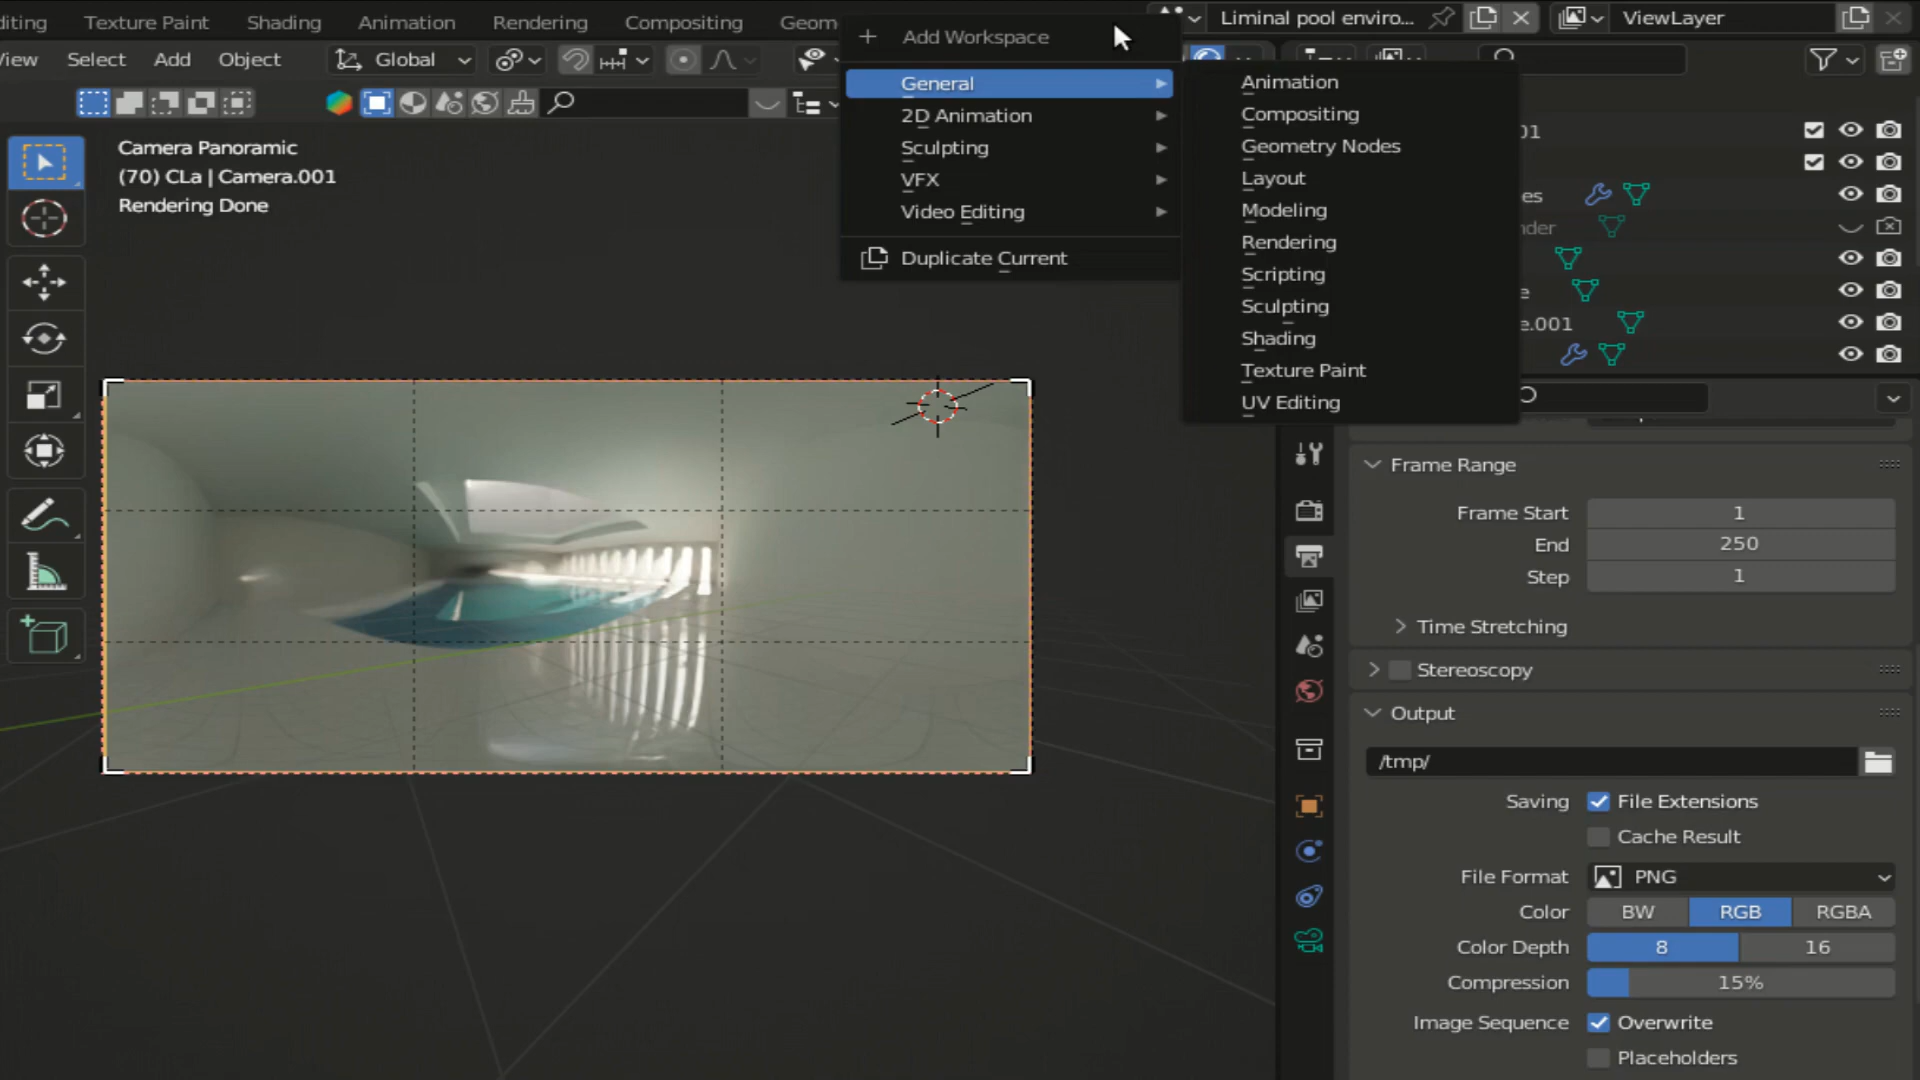 diting Texture Paint Shading Animation Rendering Compositing Geom
Liminal pool enviro... ViewLayer
View Select Add Object Global
Camera Panoramic
(70) CLa | Camera.001
Rendering Done
Add Workspace
General
2D Animation
Sculpting
VFX
Video Editing
Duplicate Current
Animation
Compositing
Geometry Nodes
Layout
Modeling
Rendering
Scripting
Sculpting
Shading
Texture Paint
UV Editing
01
es
nder
e
e.001
Frame Range
Frame Start 1
End 250
Step 1
Time Stretching
Stereoscopy
Output
/tmp/
Saving File Extensions
Cache Result
File Format PNG
Color BW RGB RGBA
Color Depth 8 16
Compression 15%
Image Sequence Overwrite
Placeholders